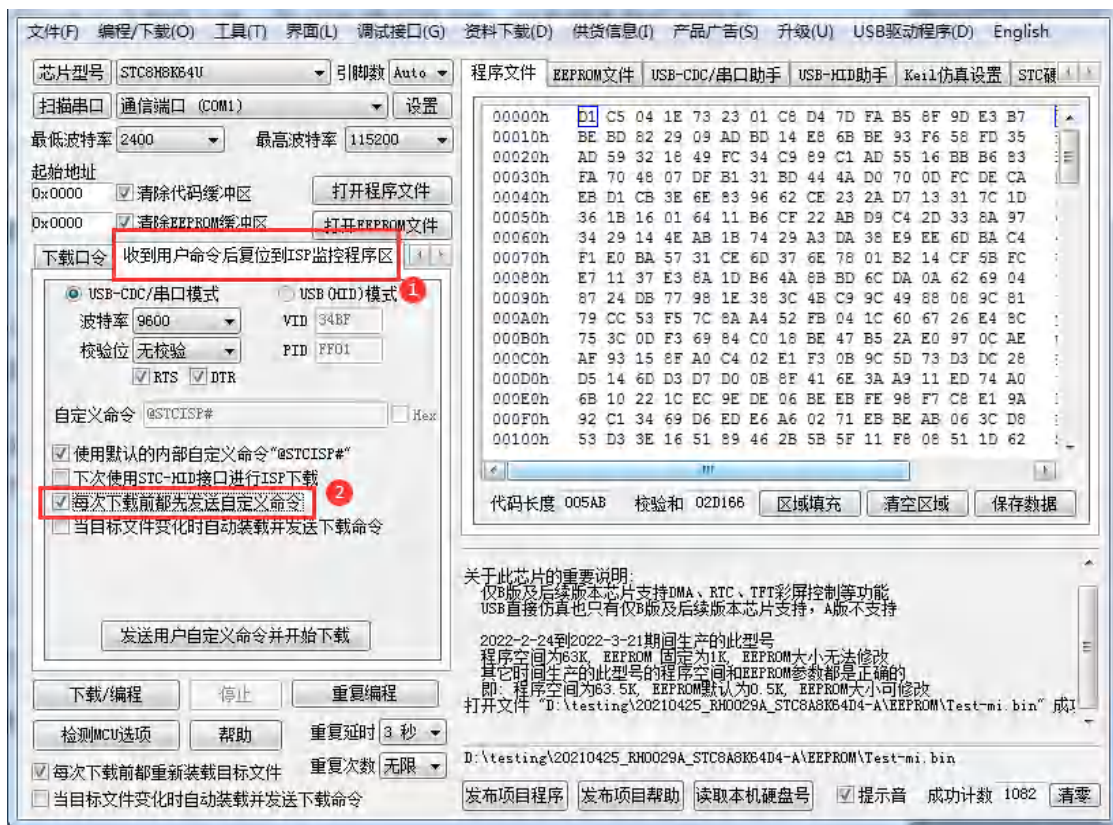 文件(F) 编程/下载(O) 工具(T) 界面(L) 调试接口(G) 资料下载(D) 供货信息(I) 产品广告(S) 升级(U) USB驱动程序(D) English
芯片型号 STC8H8K64U 引脚数 Auto
扫描串口 通信端口 (COM1) 设置
最低波特率 2400 最高波特率 115200
起始地址
0x0000 清除代码缓冲区 打开程序文件
0x0000 清除EEPROM缓冲区 打开EEPROM文件
下载口令 收到用户命令后复位到ISP监控程序区
1
USB-CDC/串口模式 USB(HID)模式
波特率 9600 VID 34BF
校验位 无校验 PID FF01
RTS DTR
自定义命令 @STCISP# Hex
使用默认的内部自定义命令"@STCISP#"
下次使用STC-HID接口进行ISP下载
每次下载前都先发送自定义命令
2
当目标文件变化时自动装载并发送下载命令
发送用户自定义命令并开始下载
下载/编程 停止 重复编程
检测MCU选项 帮助 重复延时 3 秒
每次下载前都重新装载目标文件 重复次数 无限
当目标文件变化时自动装载并发送下载命令
程序文件 EEPROM文件 USB-CDC/串口助手 USB-HID助手 Keil仿真设置 STC硬
00000h D1 C5 04 1E 73 23 01 C8 D4 7D FA B5 8F 9D E3 B7
00010h BE BD 82 29 09 AD BD 14 E8 6B BE 93 F6 58 FD 35
00020h AD 59 32 18 49 FC 34 C9 89 C1 AD 55 16 BB B6 83
00030h FA 70 48 07 DF B1 31 BD 44 4A D0 70 0D FC DE CA
00040h EB D1 CB 3E 6E 83 96 62 CE 23 2A D7 13 31 7C 1D
00050h 36 1B 16 01 64 11 B6 CF 22 AB D9 C4 2D 33 8A 97
00060h 34 29 14 4E AB 1B 74 29 A3 DA 38 E9 EE 6D BA C4
00070h F1 E0 BA 57 31 CE 6D 37 6E 78 01 B2 14 CF 5B FC
00080h E7 11 37 E3 8A 1D B6 4A 8B BD 6C DA 0A 62 69 04
00090h 87 24 DB 77 98 1E 38 3C 4B C9 9C 49 88 08 9C 81
000A0h 79 CC 53 F5 7C 8A A4 52 FB 04 1C 60 67 26 E4 8C
000B0h 75 3C 0D F3 69 84 C0 18 BE 47 B5 2A E0 97 0C AE
000C0h AF 93 15 8F A0 C4 02 E1 F3 0B 9C 5D 73 D3 DC 28
000D0h D5 14 6D D3 D7 D0 0B 8F 41 6E 3A A9 11 ED 74 A0
000E0h 6B 10 22 1C EC 9E DE 06 BE EB FE 98 F7 C8 E1 9A
000F0h 92 C1 34 69 D6 ED E6 A6 02 71 EB BE AB 06 3C D8
00100h 53 D3 3E 16 51 89 46 2B 5B 5F 11 F8 08 51 1D 62
代码长度 005AB 校验和 02D166 区域填充 清空区域 保存数据
关于此芯片的重要说明:
仅B版及后续版本芯片支持DMA、RTC、TFT彩屏控制等功能
USB直接仿真也只有仅B版及后续版本芯片支持，A版不支持
2022-2-24到2022-3-21期间生产的此型号
程序空间为63K, EEPROM 固定为1K, EEPROM大小无法修改
其它时间生产的此型号的程序空间和EEPROM参数都是正确的
即: 程序空间为63.5K, EEPROM默认为0.5K, EEPROM大小可修改
打开文件 "D:\testing\20210425_RH0029A_STC8A8K64D4-A\EEPROM\Test-mi.bin" 成
D:\testing\20210425_RH0029A_STC8A8K64D4-A\EEPROM\Test-mi.bin
发布项目程序 发布项目帮助 读取本机硬盘号 提示音 成功计数 1082 清零